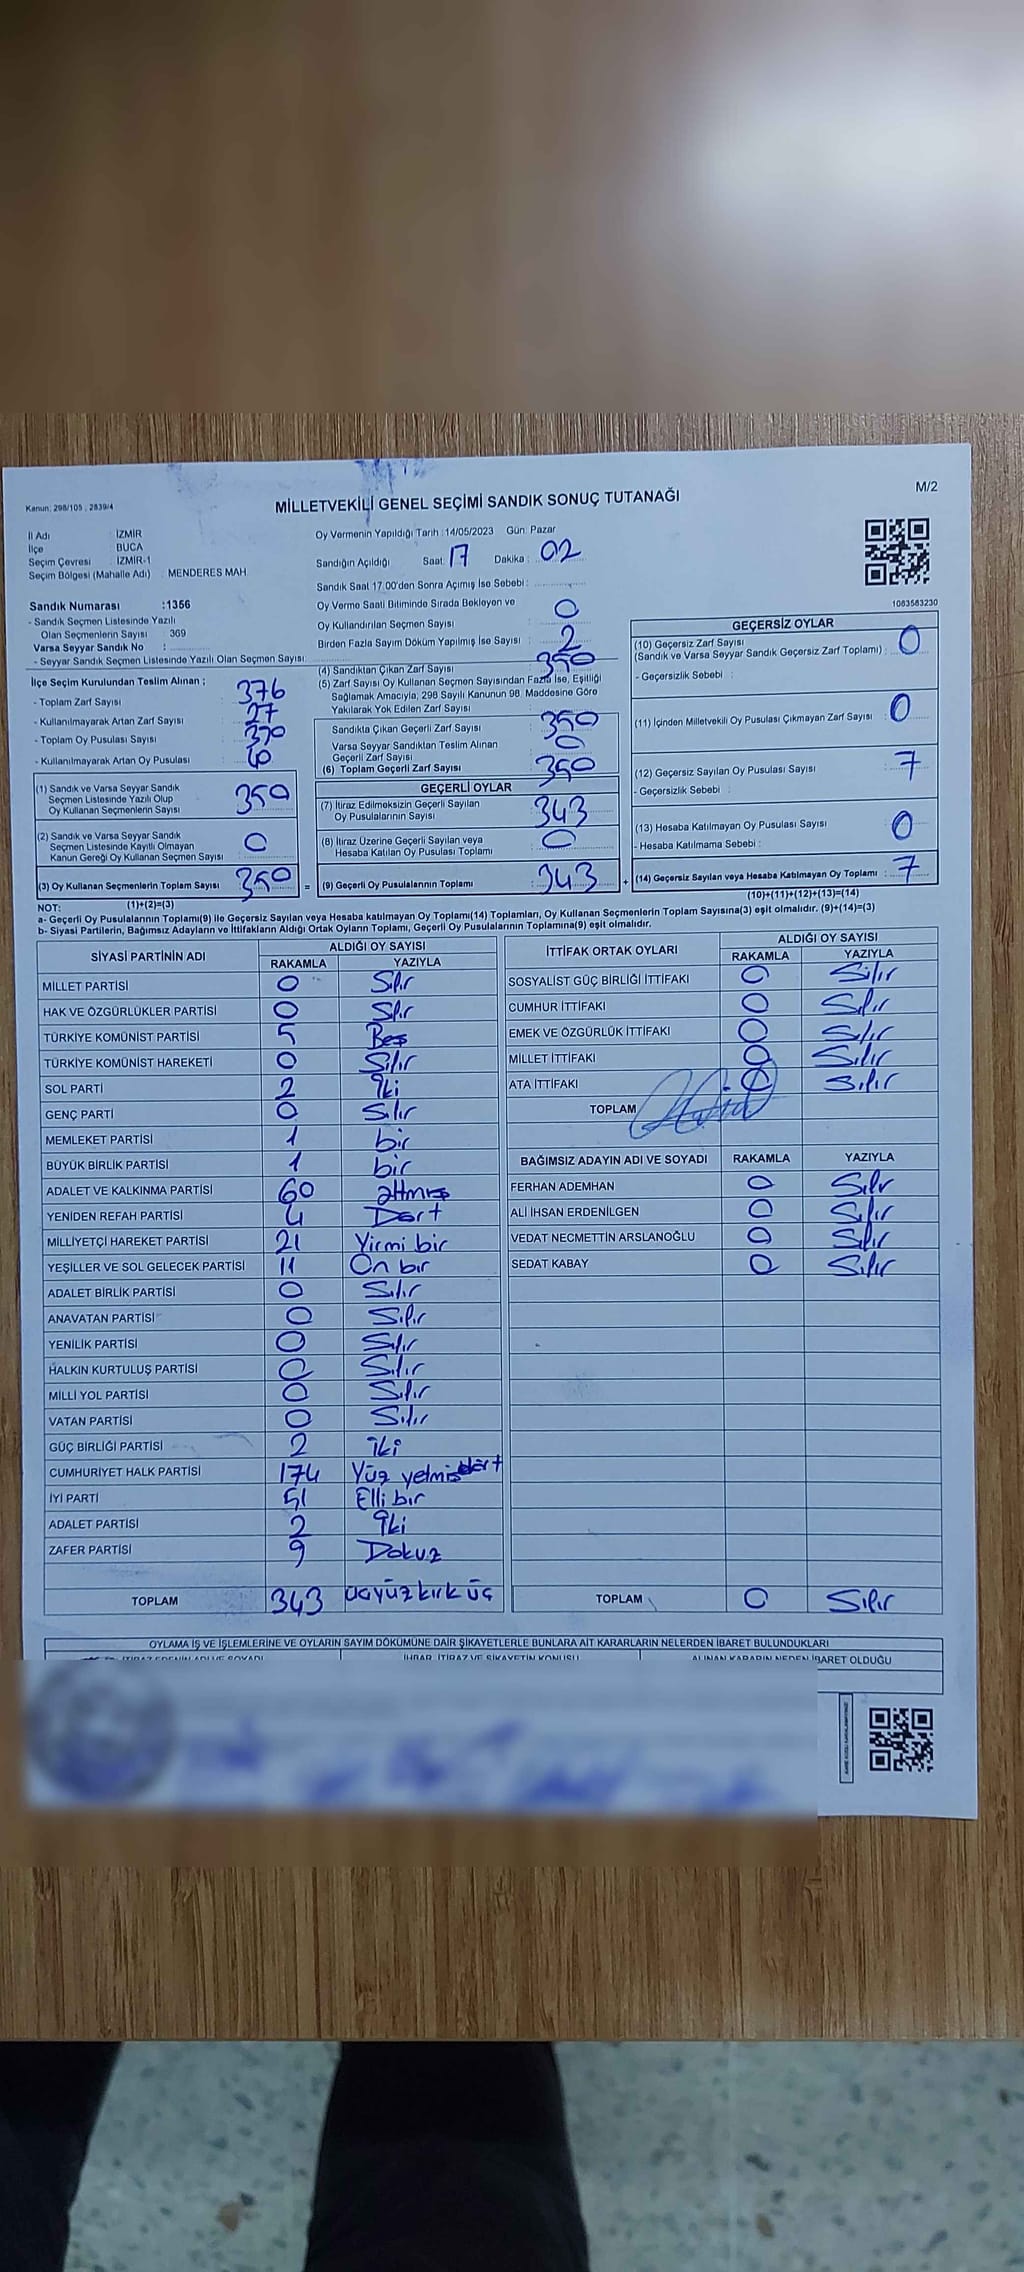 M/2
Kanun: 298/105 , 2839/4
MİLLETVEKİLİ GENEL SEÇİMİ SANDIK SONUÇ TUTANAĞI
İl Adı : İZMİR
İlçe : BUCA
Seçim Çevresi : İZMİR-1
Seçim Bölgesi (Mahalle Adı) : MENDERES MAH.
Oy Vermenin Yapıldığı Tarih : 14/05/2023 Gün: Pazar
Sandığın Açıldığı Saat: 17 Dakika : 02
Sandık Saat 17:00'den Sonra Açılmış İse Sebebi :
1083583230
Sandık Numarası :1356
- Sandık Seçmen Listesinde Yazılı
Olan Seçmenlerin Sayısı : 369
Varsa Seyyar Sandık No :
- Seyyar Sandık Seçmen Listesinde Yazılı Olan Seçmen Sayısı
Oy Verme Saati Bitiminde Sırada Bekleyen ve
Oy Kullandırılan Seçmen Sayısı : 0
Birden Fazla Sayım Döküm Yapılmış İse Sayısı : 2
İlçe Seçim Kurulundan Teslim Alınan ;
- Toplam Zarf Sayısı : 376
- Kullanılmayarak Artan Zarf Sayısı : 27
- Toplam Oy Pusulası Sayısı : 370
- Kullanılmayarak Artan Oy Pusulası :
(1) Sandık ve Varsa Seyyar Sandık
Seçmen Listesinde Yazılı Olup
Oy Kullanan Seçmenlerin Sayısı : 350
(2) Sandık ve Varsa Seyyar Sandık
Seçmen Listesinde Kayıtlı Olmayan
Kanun Gereği Oy Kullanan Seçmen Sayısı : 0
(3) Oy Kullanan Seçmenlerin Toplam Sayısı : 350
(1)+(2)=(3)
(4) Sandıktan Çıkan Zarf Sayısı : 350
(5) Zarf Sayısı Oy Kullanan Seçmen Sayısından Fazla İse, Eşitliği
Sağlamak Amacıyla; 298 Sayılı Kanunun 98. Maddesine Göre
Yakılarak Yok Edilen Zarf Sayısı :
Sandıkta Çıkan Geçerli Zarf Sayısı : 350
Varsa Seyyar Sandıktan Teslim Alınan
Geçerli Zarf Sayısı : 0
(6) Toplam Geçerli Zarf Sayısı : 350
GEÇERLİ OYLAR
(7) İtiraz Edilmeksizin Geçerli Sayılan
Oy Pusulalarının Sayısı : 343
(8) İtiraz Üzerine Geçerli Sayılan veya
Hesaba Katılan Oy Pusulası Toplamı : 0
= (9) Geçerli Oy Pusulalarının Toplamı : 343
GEÇERSİZ OYLAR
(10) Geçersiz Zarf Sayısı
(Sandık ve Varsa Seyyar Sandık Geçersiz Zarf Toplamı) : 0
- Geçersizlik Sebebi :
(11) İçinden Milletvekili Oy Pusulası Çıkmayan Zarf Sayısı : 0
(12) Geçersiz Sayılan Oy Pusulası Sayısı : 7
- Geçersizlik Sebebi :
(13) Hesaba Katılmayan Oy Pusulası Sayısı : 0
- Hesaba Katılmama Sebebi :
+ (14) Geçersiz Sayılan veya Hesaba Katılmayan Oy Toplamı : 7
(10)+(11)+(12)+(13)=(14)
NOT:
a- Geçerli Oy Pusulalarının Toplamı(9) ile Geçersiz Sayılan veya Hesaba katılmayan Oy Toplamı(14) Toplamları, Oy Kullanan Seçmenlerin Toplam Sayısına(3) eşit olmalıdır. (9)+(14)=(3)
b- Siyasi Partilerin, Bağımsız Adayların ve İttifakların Aldığı Ortak Oyların Toplamı, Geçerli Oy Pusulalarının Toplamına(9) eşit olmalıdır.
SİYASİ PARTİNİN ADI ALDIĞI OY SAYISI
RAKAMLA YAZIYLA
MİLLET PARTİSİ 0 Sıfır
HAK VE ÖZGÜRLÜKLER PARTİSİ 0 Sıfır
TÜRKİYE KOMÜNİST PARTİSİ 5 Beş
TÜRKİYE KOMÜNİST HAREKETİ 0 Sıfır
SOL PARTİ 2 İki
GENÇ PARTİ 0 Sıfır
MEMLEKET PARTİSİ 1 bir
BÜYÜK BİRLİK PARTİSİ 1 bir
ADALET VE KALKINMA PARTİSİ 60 altmış
YENİDEN REFAH PARTİSİ 4 Dört
MİLLİYETÇİ HAREKET PARTİSİ 21 Yirmi bir
YEŞİLLER VE SOL GELECEK PARTİSİ 11 On bir
ADALET BİRLİK PARTİSİ 0 Sıfır
ANAVATAN PARTİSİ 0 Sıfır
YENİLİK PARTİSİ 0 Sıfır
HALKIN KURTULUŞ PARTİSİ 0 Sıfır
MİLLİ YOL PARTİSİ 0 Sıfır
VATAN PARTİSİ 0 Sıfır
GÜÇ BİRLİĞİ PARTİSİ 2 iki
CUMHURİYET HALK PARTİSİ 174 Yüz yetmiş dört
İYİ PARTİ 51 Elli bir
ADALET PARTİSİ 2 İki
ZAFER PARTİSİ 9 Dokuz
TOPLAM 343 üçyüz kırk üç
İTTİFAK ORTAK OYLARI ALDIĞI OY SAYISI
RAKAMLA YAZIYLA
SOSYALİST GÜÇ BİRLİĞİ İTTİFAKI 0 Sıfır
CUMHUR İTTİFAKI 0 Sıfır
EMEK VE ÖZGÜRLÜK İTTİFAKI 0 Sıfır
MİLLET İTTİFAKI 0 Sıfır
ATA İTTİFAKI 0 Sıfır
TOPLAM
BAĞIMSIZ ADAYIN ADI VE SOYADI RAKAMLA YAZIYLA
FERHAN ADEMHAN 0 Sıfır
ALİ İHSAN ERDENİLGEN 0 Sıfır
VEDAT NECMETTİN ARSLANOĞLU 0 Sıfır
SEDAT KABAY 0 Sıfır
TOPLAM 0 Sıfır
OYLAMA İŞ VE İŞLEMLERİNE VE OYLARIN SAYIM DÖKÜMÜNE DAİR ŞİKAYETLERLE BUNLARA AİT KARARLARIN NELERDEN İBARET BULUNDUKLARI
İTİRAZ EDENİN ADI VE SOYADI İHBAR, İTİRAZ VE ŞİKAYETİN KONUSU ALINAN KARARIN NEDEN İBARET OLDUĞU